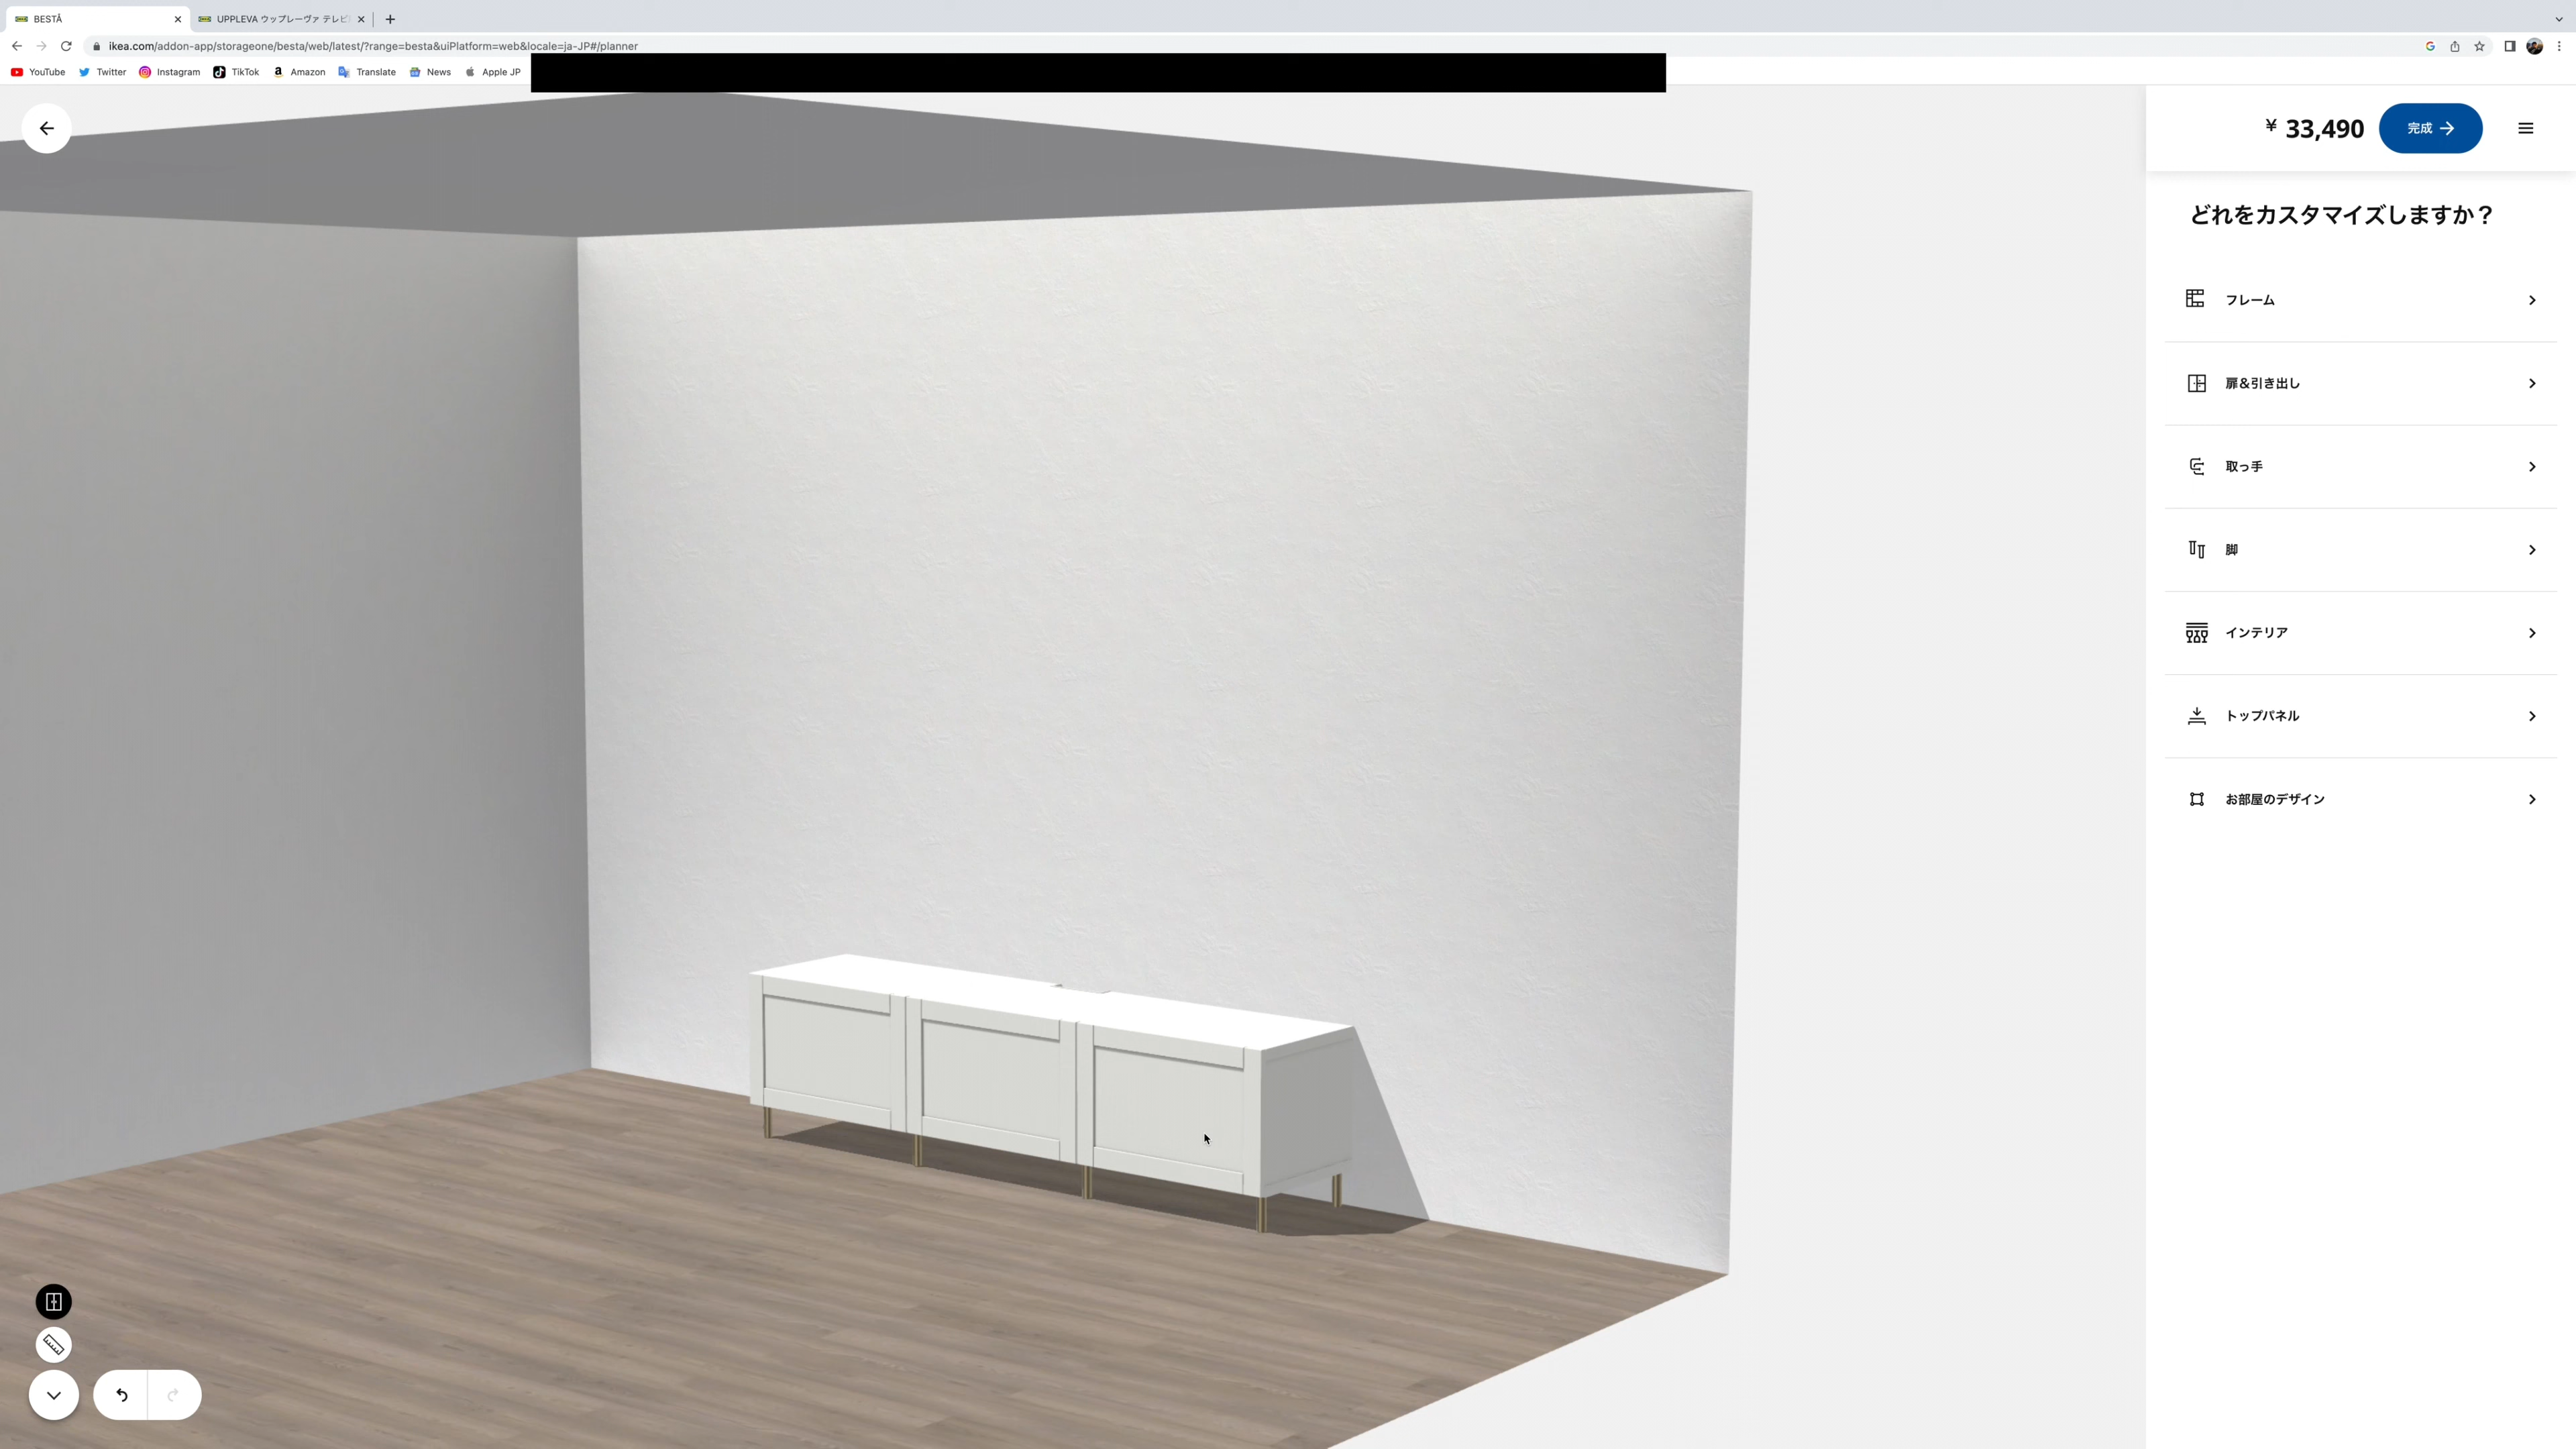 BESTÅ
UPPLEVA ウップレーヴァ テレビ
ikea.com/addon-app/storageone/besta/web/latest/?range=besta&uiPlatform=web&locale=ja-JP#/planner
YouTube Twitter Instagram TikTok Amazon Translate News Apple JP
¥ 33,490 完成
どれをカスタマイズしますか？
フレーム
扉＆引き出し
取っ手
脚
インテリア
トップパネル
お部屋のデザイン